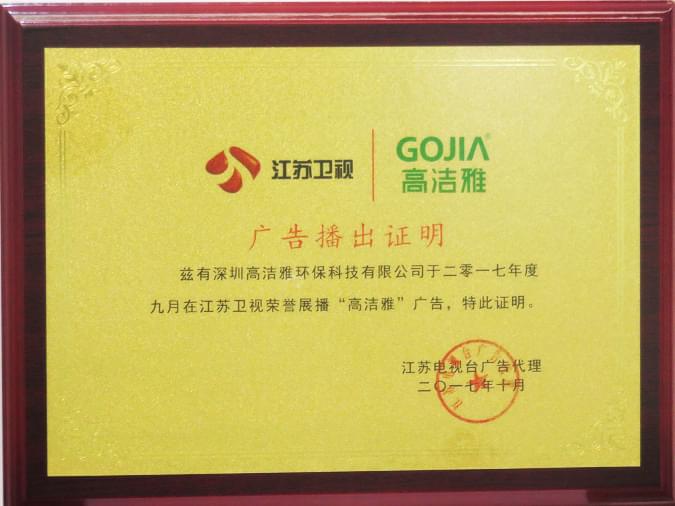 江苏卫视
GOJIA®
高洁雅
广告播出证明
兹有深圳高洁雅环保科技有限公司于二零一七年度
九月在江苏卫视荣誉展播“高洁雅”广告，特此证明。
江苏电视台广告代理
二〇一七年十月